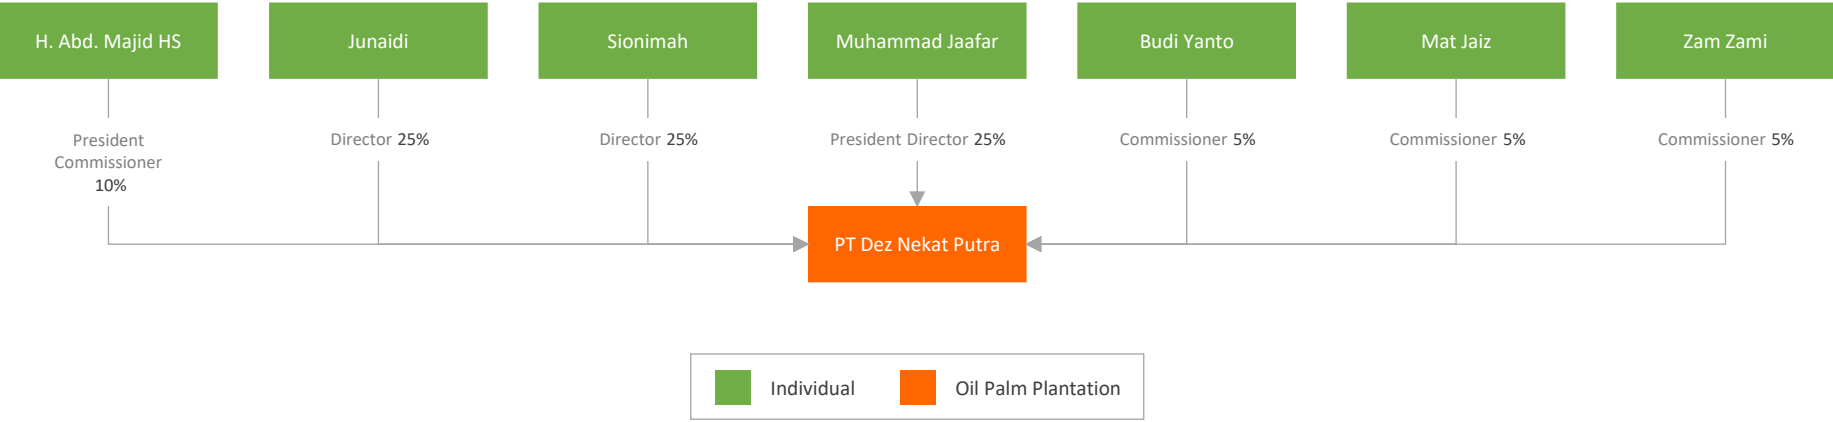 H. Abd. Majid HS
Junaidi
Sionimah
Muhammad Jaafar
Budi Yanto
Mat Jaiz
Zam Zami
President
Commissioner
10%
Director 25%
Director 25%
President Director 25%
Commissioner 5%
Commissioner 5%
Commissioner 5%
PT Dez Nekat Putra
Individual
Oil Palm Plantation